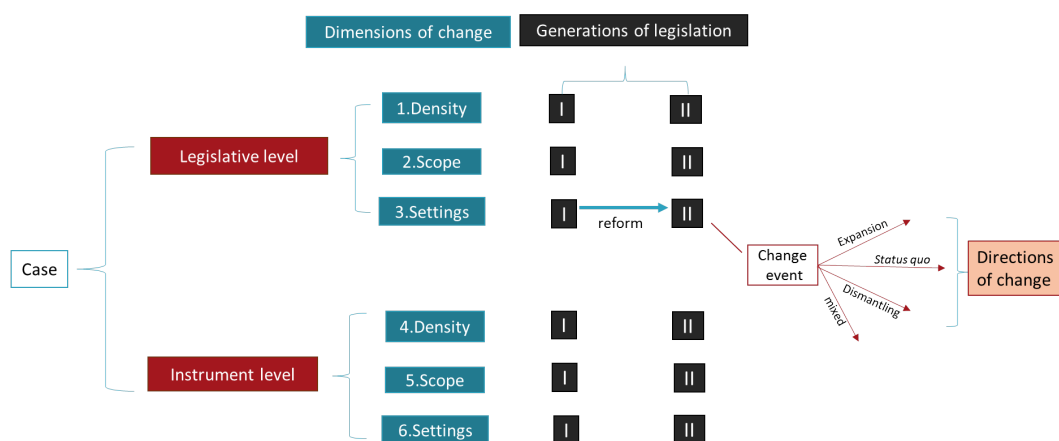 Dimensions of change
Generations of legislation
Legislative level
1.Density
I
II
2.Scope
I
II
3.Settings
I
reform
II
Case
Change
event
Expansion
Status quo
Dismantling
mixed
Directions
of change
Instrument level
4.Density
I
II
5.Scope
I
II
6.Settings
I
II